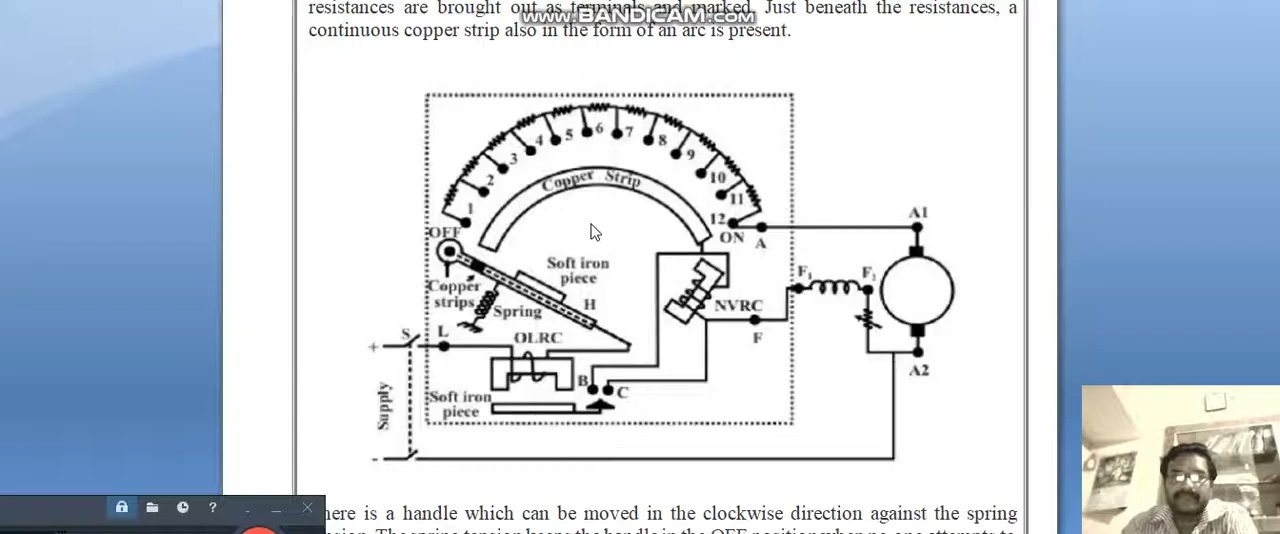 resistances are brought out as terminals and marked. Just beneath the resistances, a
www.BANDICAM.com
continuous copper strip also in the form of an arc is present.
1
2
3
4
5
6
7
8
9
10
11
12
Copper Strip
OFF
ON
A
A1
Soft iron
piece
Copper
strips
Spring
H
NVRC
F
F1
F1
S
L
OLRC
+
B
C
A2
Supply
Soft iron
piece
-
here is a handle which can be moved in the clockwise direction against the spring